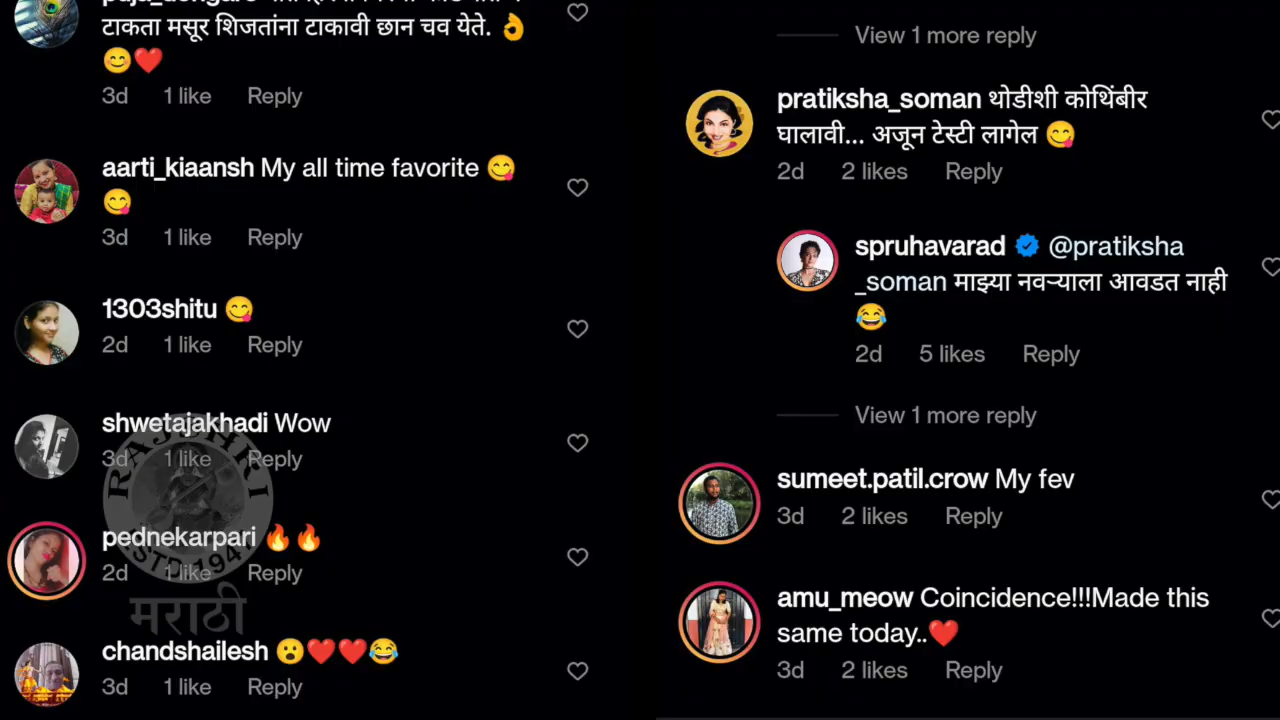 टाकता मसूर शिजतांना टाकावी छान चव येते. 👌
😊❤️
3d 1 like Reply
aarti_kiaansh My all time favorite 😋
😋
3d 1 like Reply
1303shitu 😋
2d 1 like Reply
shwetajakhadi Wow
3d 1 like Reply
pednekarpari 🔥🔥
2d 1 like Reply
chandshailesh 😮❤️❤️😂
3d 1 like Reply
RAJSHRI
ESTD 1947
मराठी
View 1 more reply
pratiksha_soman थोडीशी कोथिंबीर
घालावी... अजून टेस्टी लागेल 😋
2d 2 likes Reply
spruhavarad @pratiksha
_soman माझ्या नवऱ्याला आवडत नाही
😂
2d 5 likes Reply
View 1 more reply
sumeet.patil.crow My fev
3d 2 likes Reply
amu_meow Coincidence!!!Made this
same today..❤️
3d 2 likes Reply